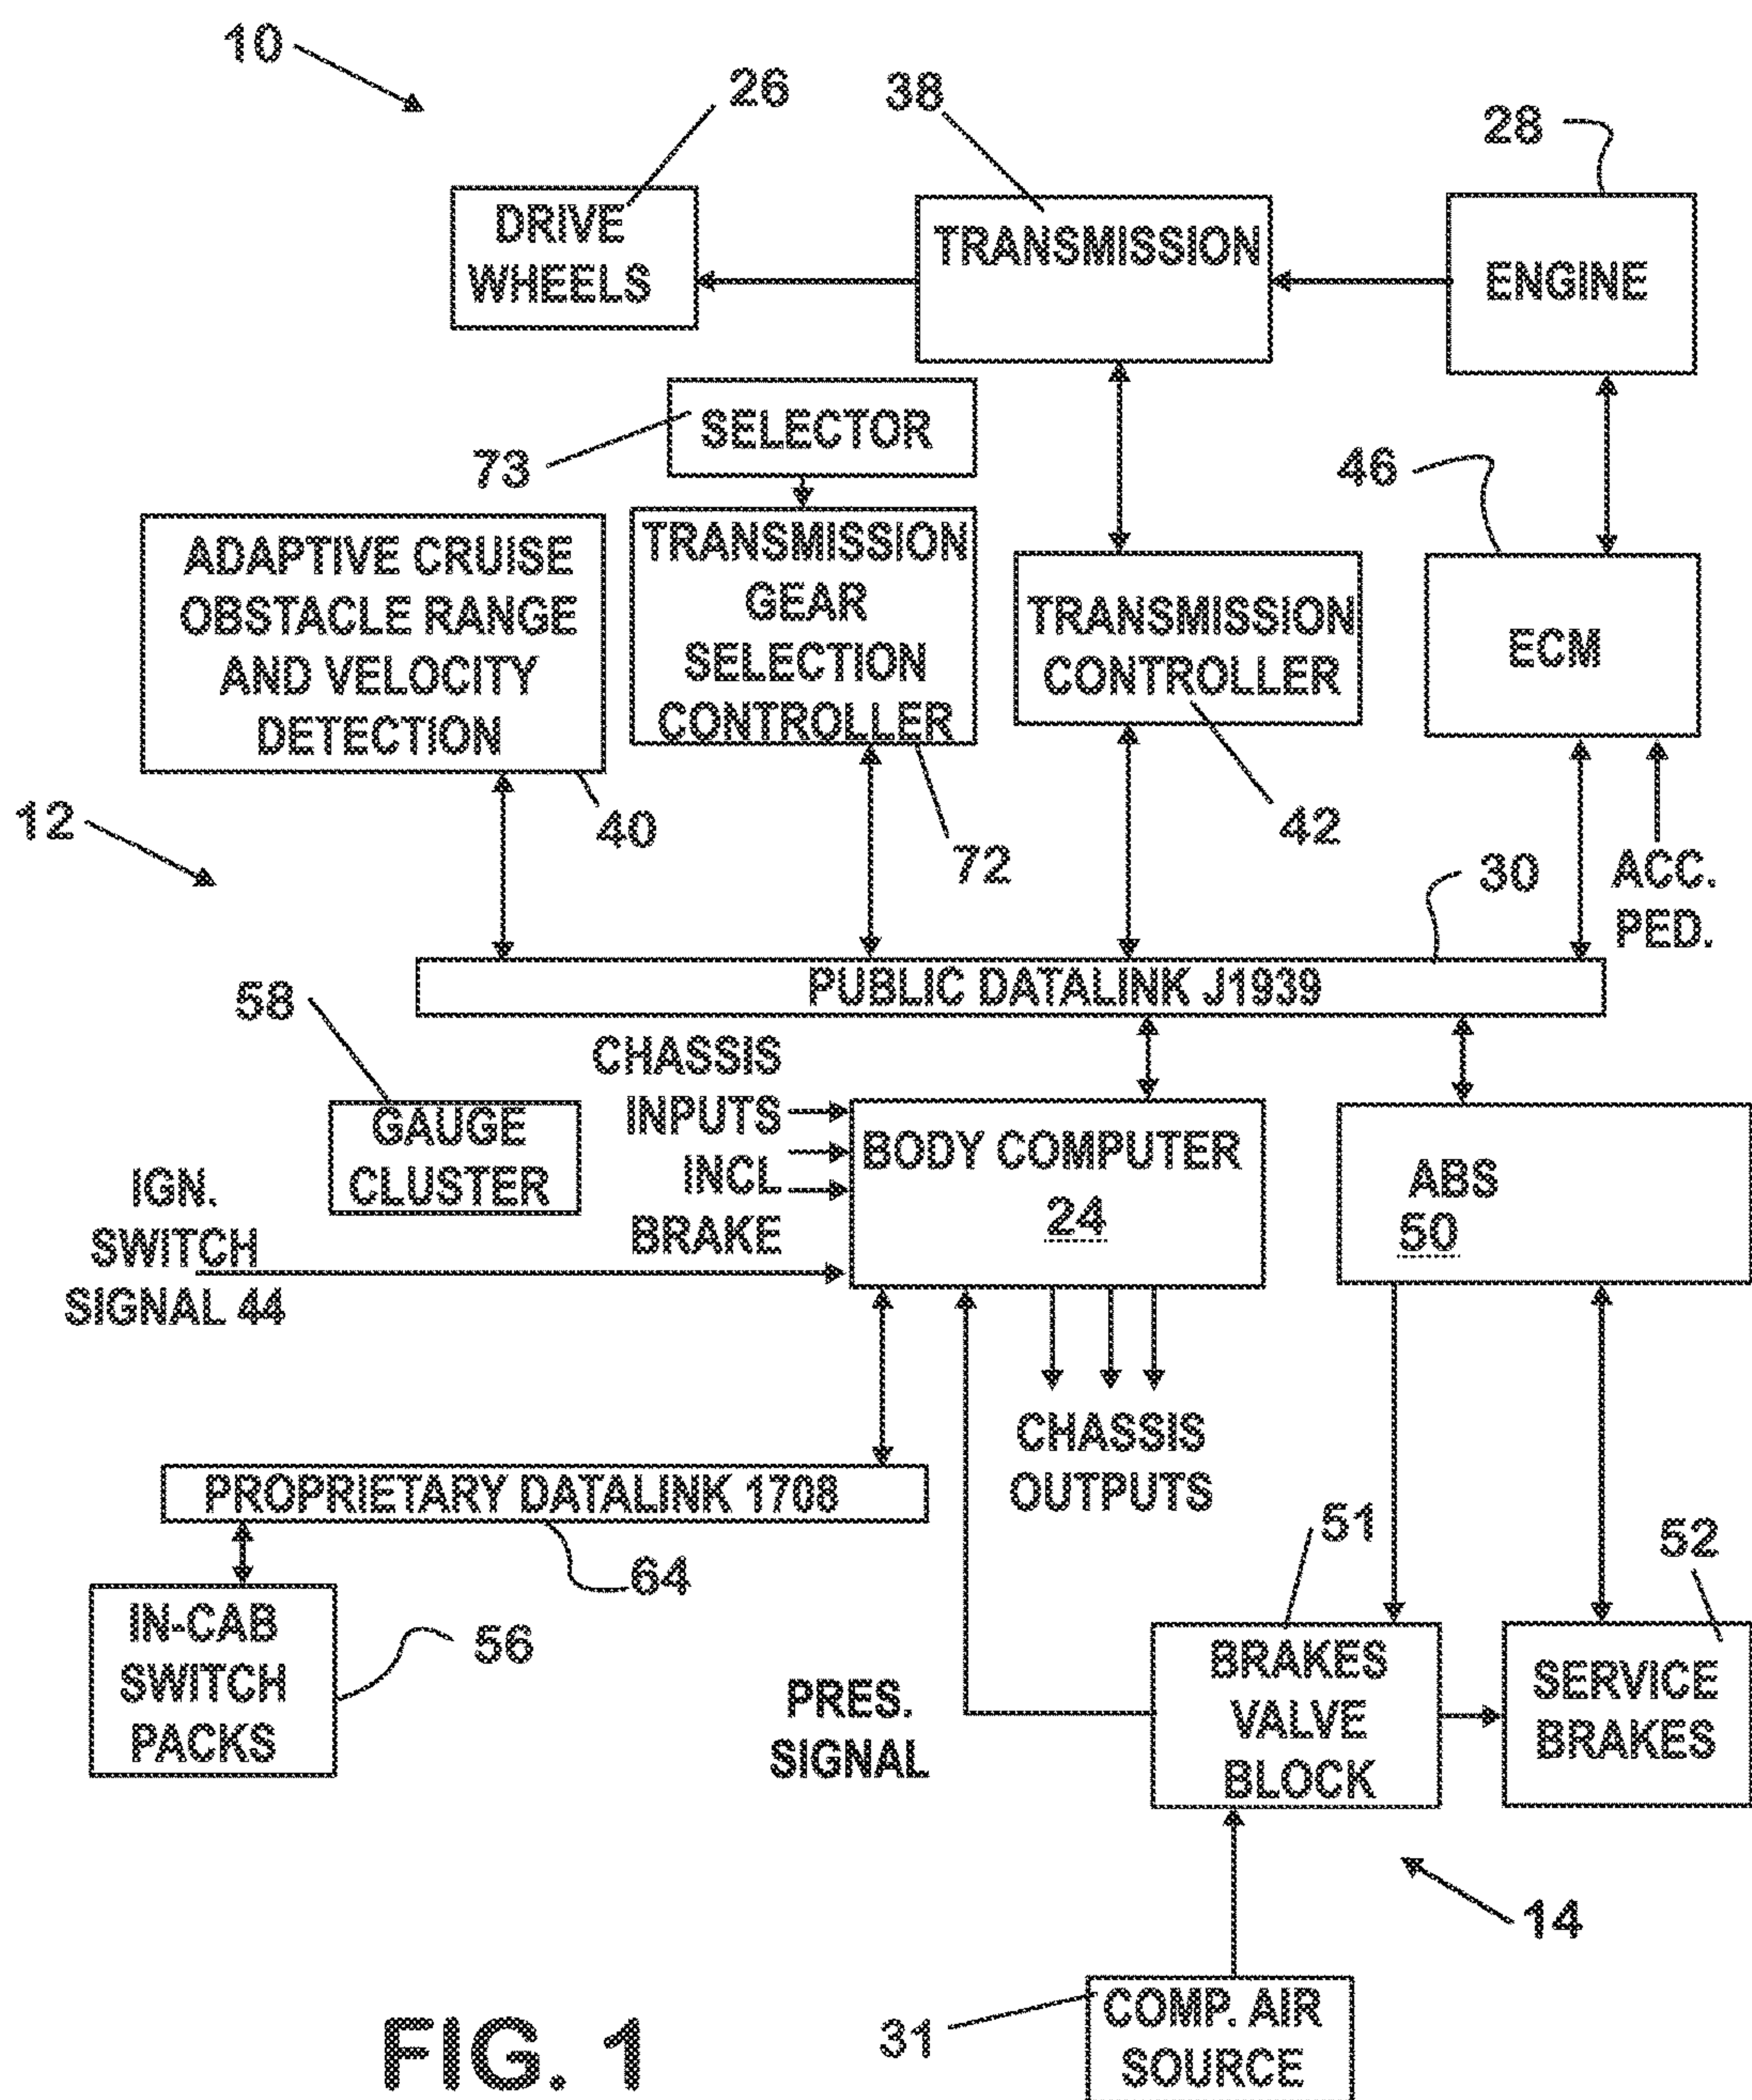 10
26
38
28
DRIVE
WHEELS
TRANSMISSION
ENGINE
SELECTOR
73
46
ADAPTIVE CRUISE
OBSTACLE RANGE
AND VELOCITY
DETECTION
TRANSMISSION
GEAR
SELECTION
CONTROLLER
TRANSMISSION
CONTROLLER
ECM
12
40
72
42
30
ACC.
PED.
PUBLIC DATALINK J1939
58
GAUGE
CLUSTER
CHASSIS
INPUTS
INCL
BRAKE
BODY COMPUTER
24
ABS
50
IGN.
SWITCH
SIGNAL 44
CHASSIS
OUTPUTS
PROPRIETARY DATALINK 1708
64
51
52
IN-CAB
SWITCH
PACKS
56
PRES.
SIGNAL
BRAKES
VALVE
BLOCK
SERVICE
BRAKES
14
31
COMP. AIR
SOURCE
FIG. 1